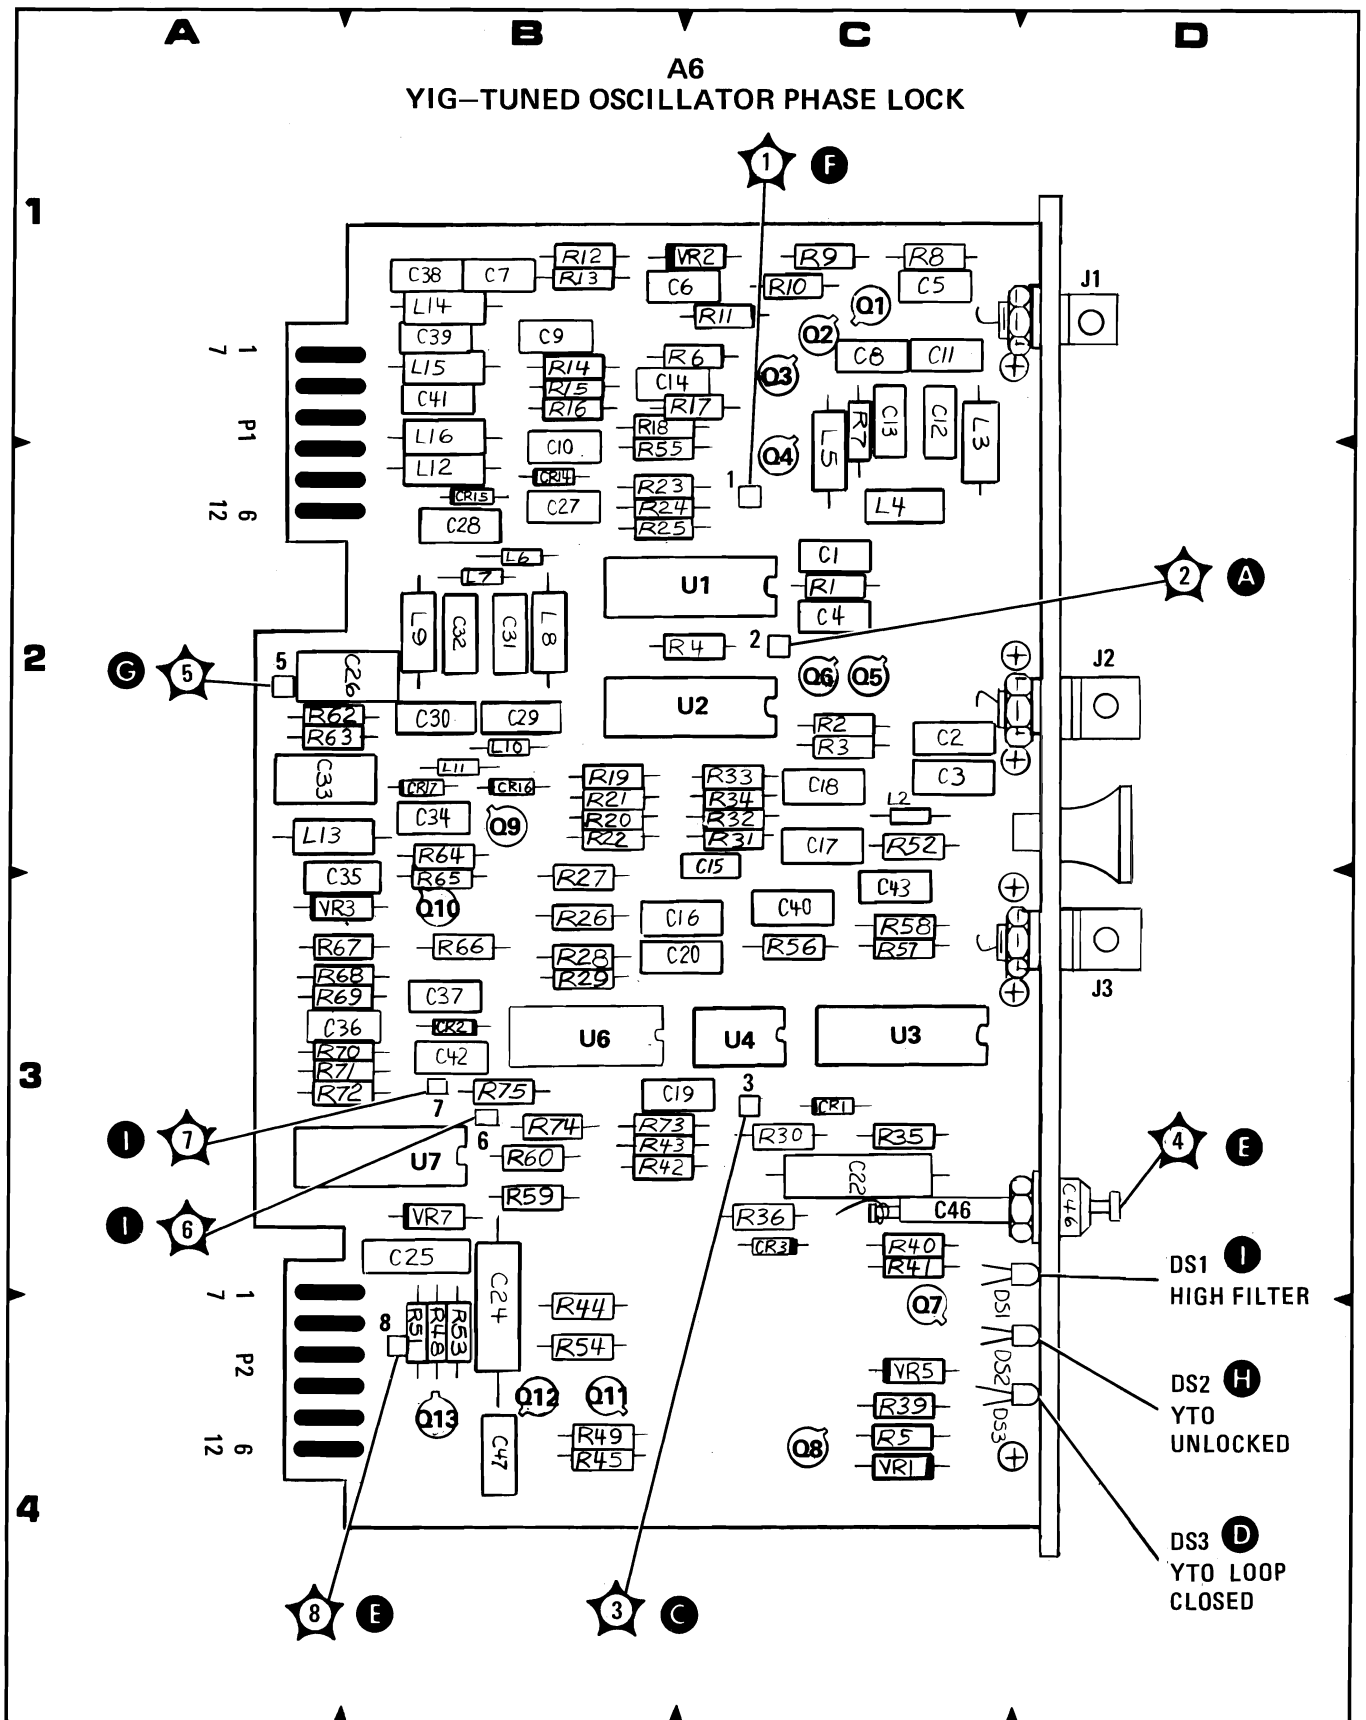 A B C D
A6
YIG-TUNED OSCILLATOR PHASE LOCK
1 F
1
R12 VR2 R9 R8
C38 C7 R13 C6 R10 C5 J1
L14 R11 Q1
C39 C9 Q2
1 7 L15 R14 R6 Q3 C8 C11
R15 C14
C41 R16 R17 R7 C13 C12 L3
P1 L16 C10 R18 R55 Q4 L5
L12 CR14 1
6 12 CR15 C27 R23 R24 L4
C28 R25
L6 C1
L7 U1 R1 2 A
L9 C32 C31 L8 C4
2 R4 2
G 5 5 C26 Q6 Q5 J2
R62 C30 C29 U2 R2 C2
R63 L10 R3
C33 L11 R19 R33 C18 C3
CR17 CR16 R21 R34 L2
C34 Q9 R20 R32
L13 R22 R31 C17 R52
R64 C15
C35 R65 R27 C43
VR3 Q10 R26 C16 C40 R58
R67 R66 R28 C20 R56 R57
R68 R29 J3
R69 C37
C36 CR2 U6 U4 U3
3 R70 C42
R71
R72 7 R75 C19 3 CR1
I 7 6 R74 R73 R30 R35 4 E
U7 R60 R43
R42 C22
R59 C46 C46
I 6 VR7 R36
C25 CR3 R40
R41 DS1 I
HIGH FILTER
1 7 C24 R44 Q7 DS1
8 R51 R48 R53
P2 R54 DS2
VR5 DS2 H
YTO
UNLOCKED
Q13 Q12 Q11 R39 DS3
6 12 C47 R49 Q8 R5
R45 VR1
4
DS3 D
YTO LOOP
CLOSED
8 E 3 C